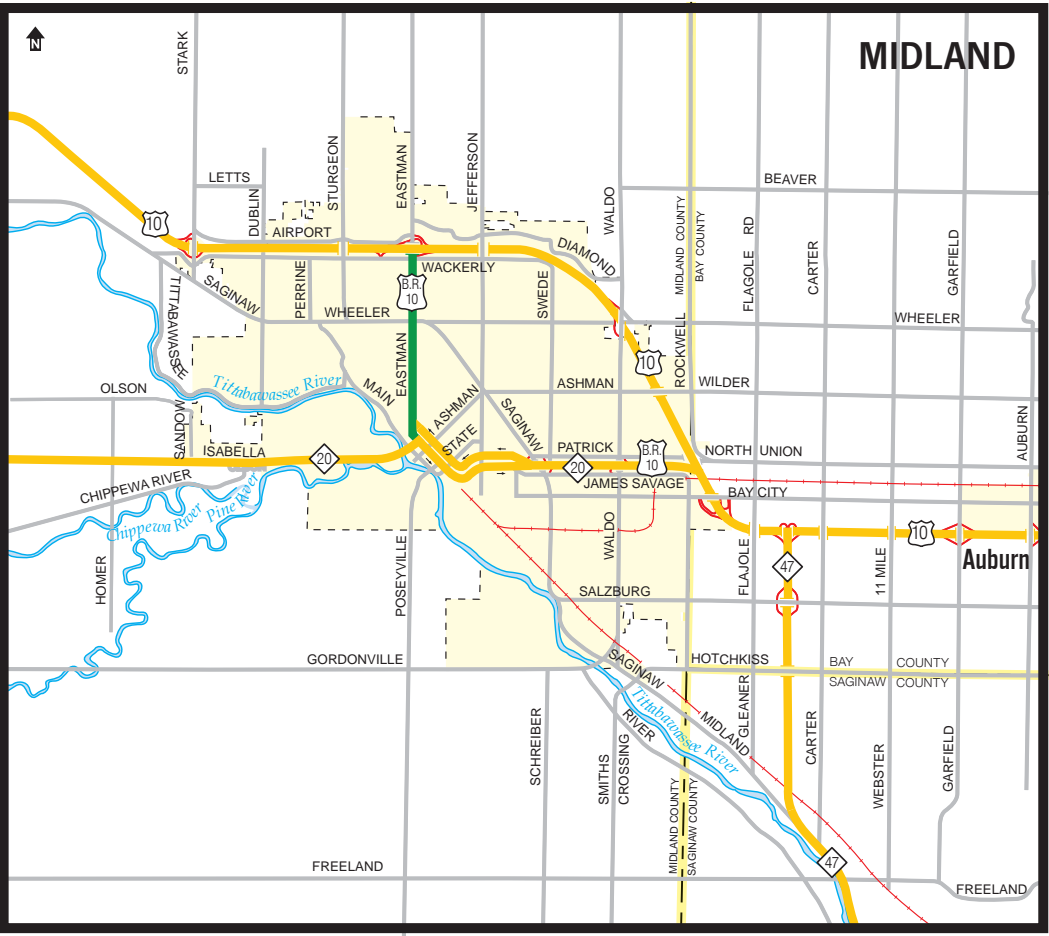 N
MIDLAND
STARK
LETTS
DUBLIN
STURGEON
EASTMAN
JEFFERSON
WALDO
BEAVER
MIDLAND COUNTY
BAY COUNTY
FLAGOLE RD
CARTER
GARFIELD
10
AIRPORT
DIAMOND
WACKERLY
TITTABAWASSEE
SAGINAW
PERRINE
B.R.
10
SWEDE
WHEELER
WHEELER
ROCKWELL
10
OLSON
Tittabawassee River
MAIN
EASTMAN
ASHMAN
ASHMAN
WILDER
SANDOW
SAGINAW
STATE
AUBURN
ISABELLA
20
PATRICK
20
B.R.
10
NORTH UNION
CHIPPEWA RIVER
JAMES SAVAGE
BAY CITY
Chippewa River
Pine River
WALDO
10
Auburn
HOMER
POSEYVILLE
FLAJOLE
47
11 MILE
SALZBURG
GORDONVILLE
SAGINAW
HOTCHKISS
BAY COUNTY
SAGINAW COUNTY
Tittabawassee River
GLEANER
RIVER
MIDLAND
SCHREIBER
SMITHS
CROSSING
CARTER
WEBSTER
GARFIELD
MIDLAND COUNTY
SAGINAW COUNTY
47
FREELAND
FREELAND